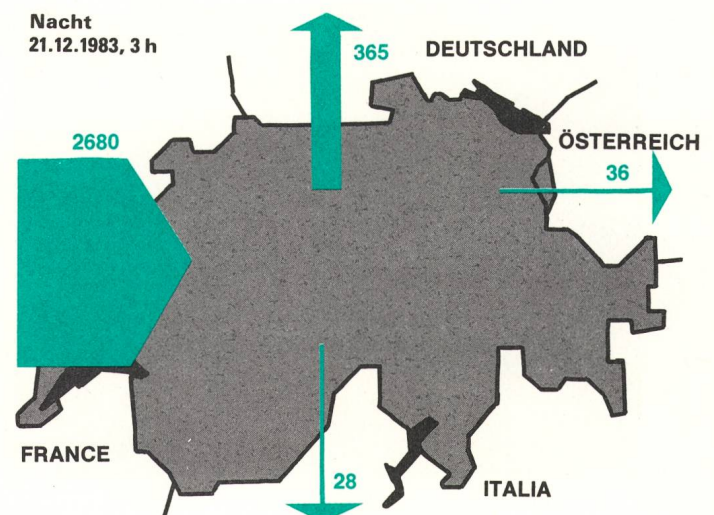 Nacht
21.12.1983, 3 h
365
DEUTSCHLAND
2680
ÖSTERREICH
36
FRANCE
28
ITALIA